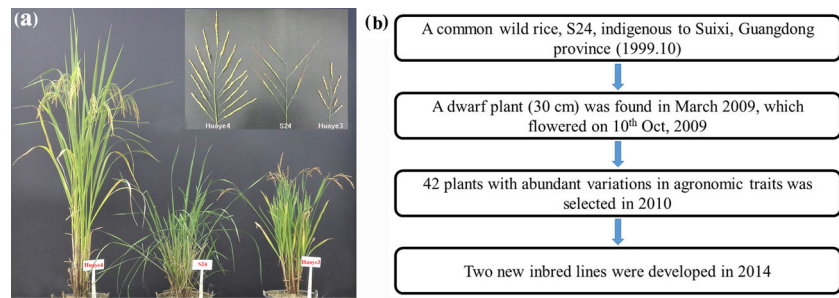 (a)
Huaye4
S24
Huaye3
Huaye4
S24
Huaye3
(b)
A common wild rice, S24, indigenous to Suixi, Guangdong
province (1999.10)
A dwarf plant (30 cm) was found in March 2009, which
flowered on 10th Oct, 2009
42 plants with abundant variations in agronomic traits was
selected in 2010
Two new inbred lines were developed in 2014